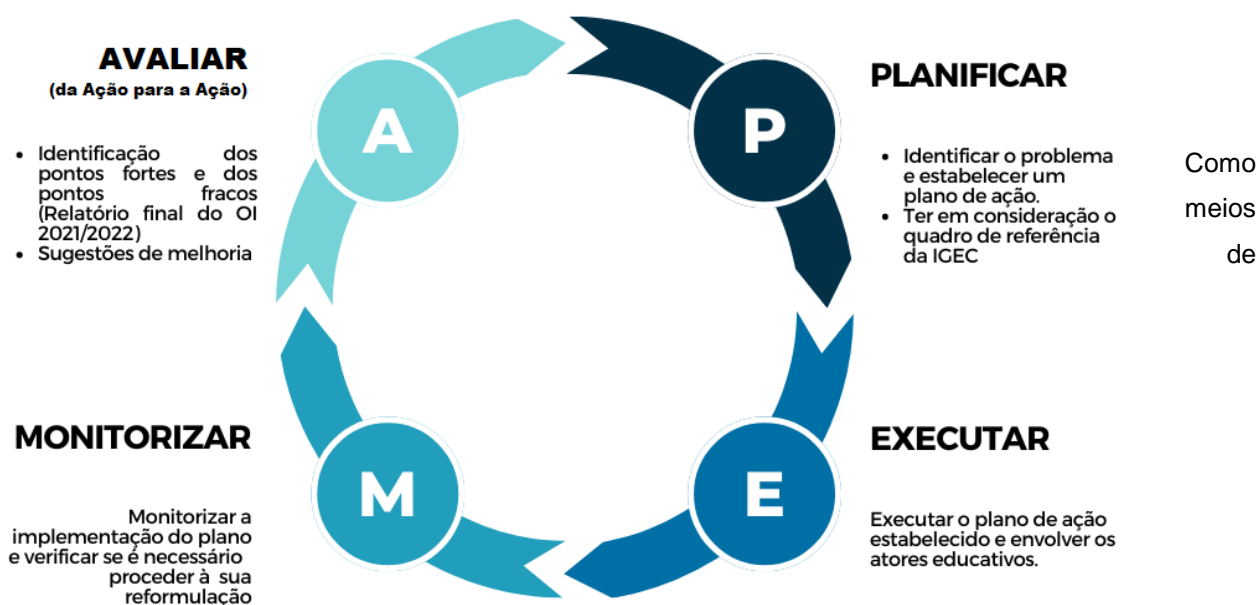 AVALIAR
(da Ação para a Ação)
• Identificação dos
pontos fortes e dos
pontos fracos
(Relatório final do OI
2021/2022)
• Sugestões de melhoria
A
P
PLANIFICAR
• Identificar o problema
e estabelecer um
plano de ação.
• Ter em consideração o
quadro de referência
da IGEC
Como
meios
de
MONITORIZAR
Monitorizar a
implementação do plano
e verificar se é necessário
proceder à sua
reformulação
M
E
EXECUTAR
Executar o plano de ação
estabelecido e envolver os
atores educativos.